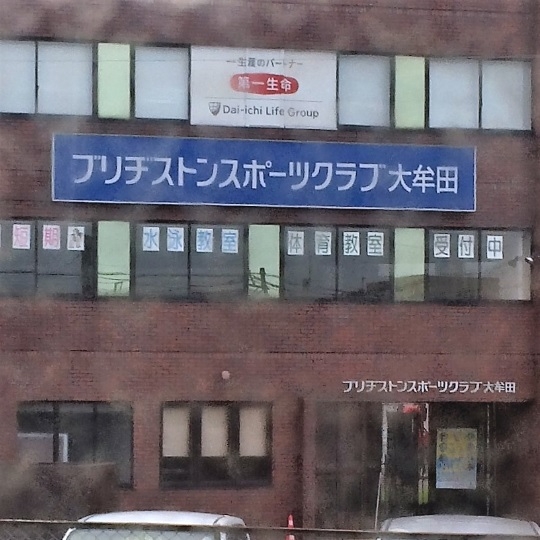 一生涯のパートナー
第一生命
Dai-ichi Life Group
ブリヂストンスポーツクラブ大牟田
短期 水泳教室 体育教室 受付中
ブリヂストンスポーツクラブ大牟田